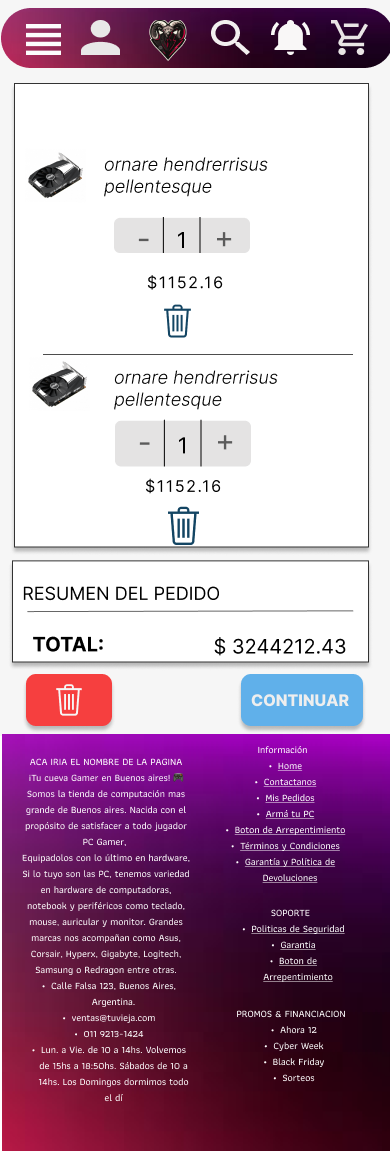 ornare hendrerrisus
pellentesque
- 1 +
$1152.16
ornare hendrerrisus
pellentesque
- 1 +
$1152.16
RESUMEN DEL PEDIDO
TOTAL: $ 3244212.43
CONTINUAR
ACA IRIA EL NOMBRE DE LA PAGINA
¡Tu cueva Gamer en Buenos aires! 🎮
Somos la tienda de computación mas
grande de Buenos aires. Nacida con el
propósito de satisfacer a todo jugador
PC Gamer,
Equipadolos con lo último en hardware,
Si lo tuyo son las PC, tenemos variedad
en hardware de computadoras,
notebook y periféricos como teclado,
mouse, auricular y monitor. Grandes
marcas nos acompañan como Asus,
Corsair, Hyperx, Gigabyte, Logitech,
Samsung o Redragon entre otras.
• Calle Falsa 123, Buenos Aires,
Argentina.
• ventas@tuvieja.com
• 011 9213-1424
• Lun. a Vie. de 10 a 14hs. Volvemos
de 15hs a 18:50hs. Sábados de 10 a
14hs. Los Domingos dormimos todo
el dí
Información
• Home
• Contactanos
• Mis Pedidos
• Armá tu PC
• Boton de Arrepentimiento
• Términos y Condiciones
• Garantía y Política de
Devoluciones
SOPORTE
• Politicas de Seguridad
• Garantia
• Boton de
Arrepentimiento
PROMOS & FINANCIACION
• Ahora 12
• Cyber Week
• Black Friday
• Sorteos